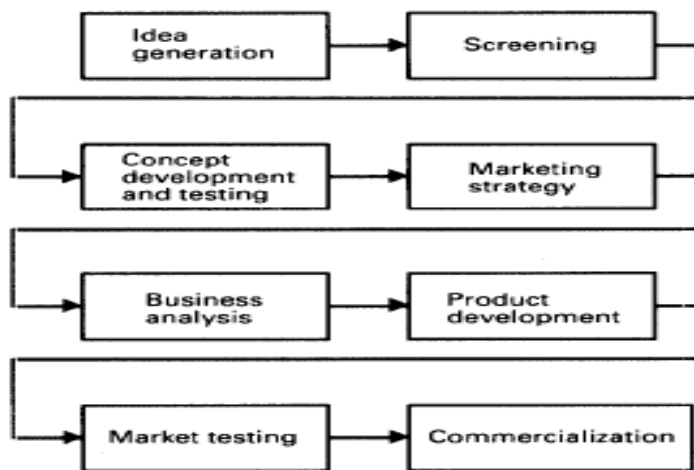 Idea
generation
Screening
Concept
development
and testing
Marketing
strategy
Business
analysis
Product
development
Market testing
Commercialization